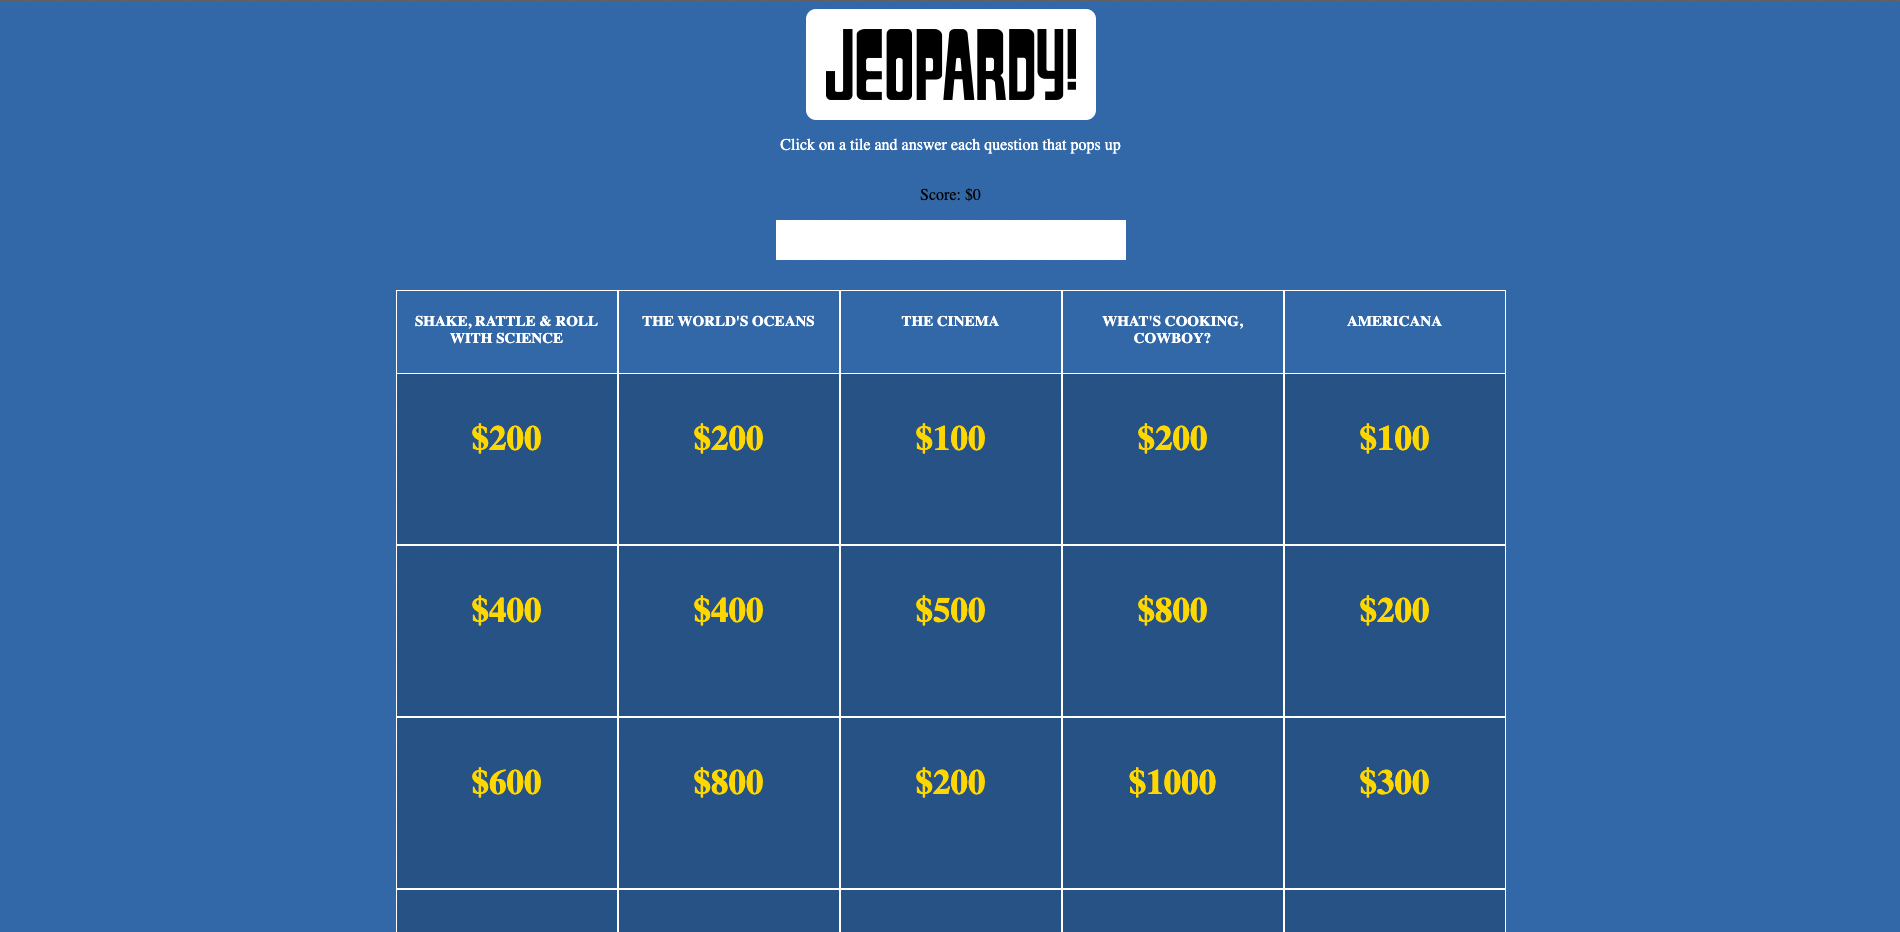 JEOPARDY!
Click on a tile and answer each question that pops up
Score: $0
SHAKE, RATTLE & ROLL
WITH SCIENCE
THE WORLD'S OCEANS
THE CINEMA
WHAT'S COOKING,
COWBOY?
AMERICANA
$200 $200 $100 $200 $100
$400 $400 $500 $800 $200
$600 $800 $200 $1000 $300